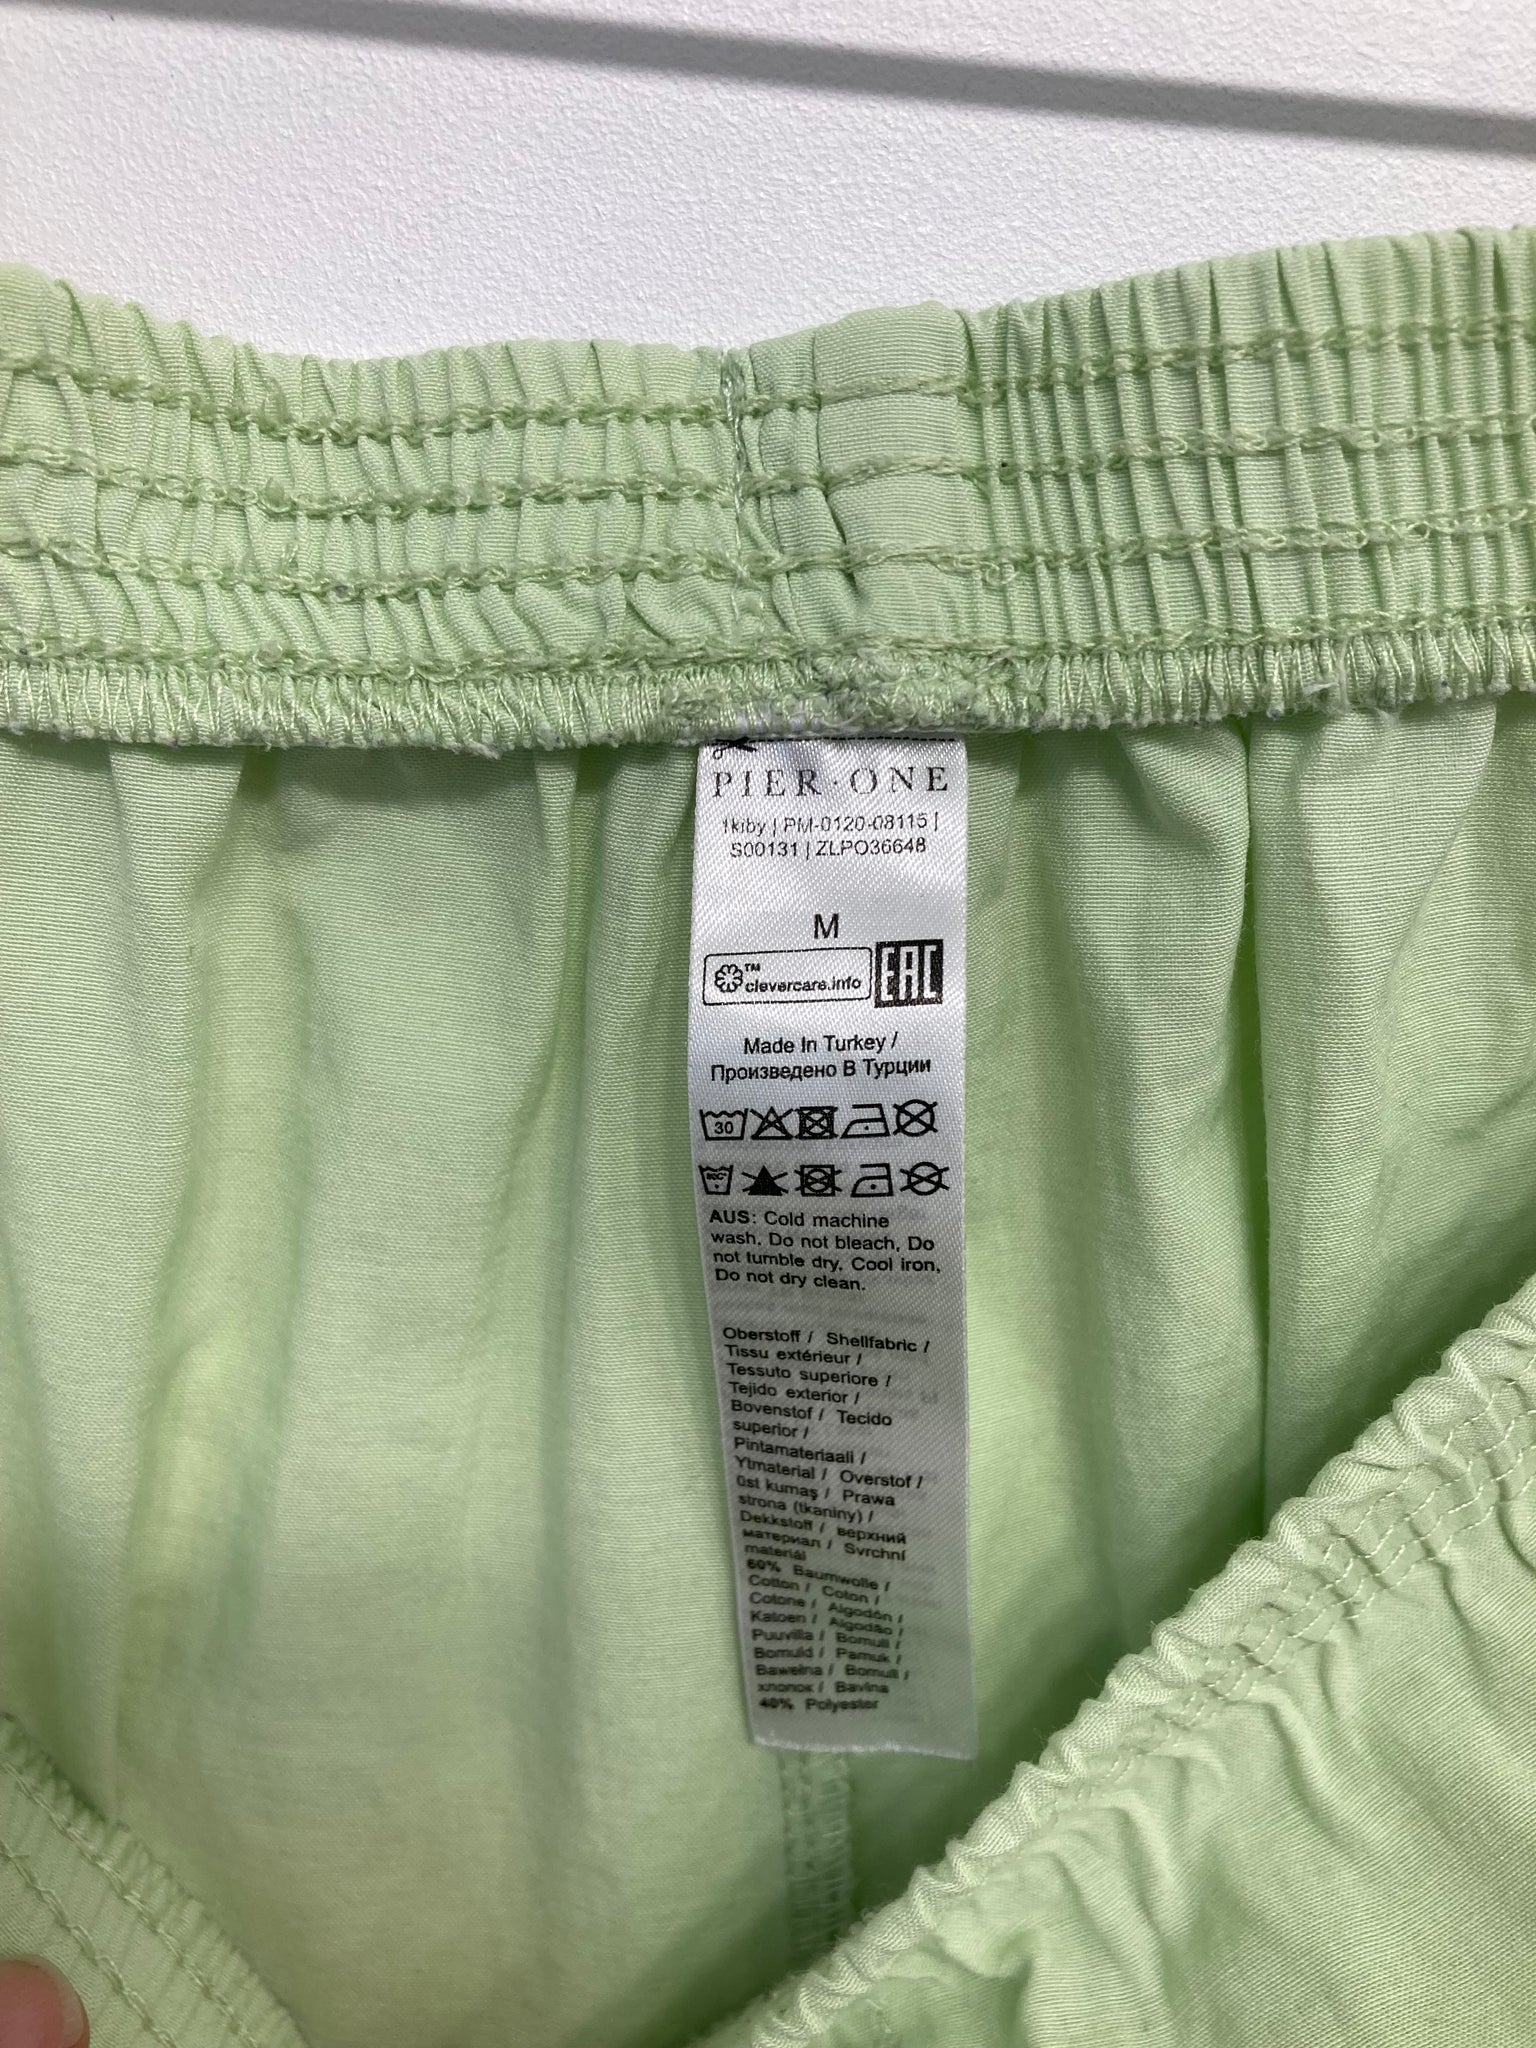 PIER·ONE
1kiby | PM-0120-08115 |
S00131 | ZLPO36648
M
TM
clevercare.info
EAC
Made In Turkey /
Произведено В Турции
30
AUS: Cold machine
wash, Do not bleach, Do
not tumble dry, Cool iron,
Do not dry clean.
Oberstoff / Shellfabric /
Tissu extérieur /
Tessuto superiore /
Tejido exterior /
Bovenstof / Tecido
superior /
Pintamateriaali /
Ytmaterial / Overstof /
Üst kumaş / Prawa
strona (tkaniny) /
Dekkstoff / верхний
материал / Svrchní
materiál
60% Baumwolle /
Cotton / Coton /
Cotone / Algodón /
Katoen / Algodão /
Puuvilla / Bomull /
Bomuld / Pamuk /
Bawełna / Bomull /
хлопок / Bavlna
40% Polyester